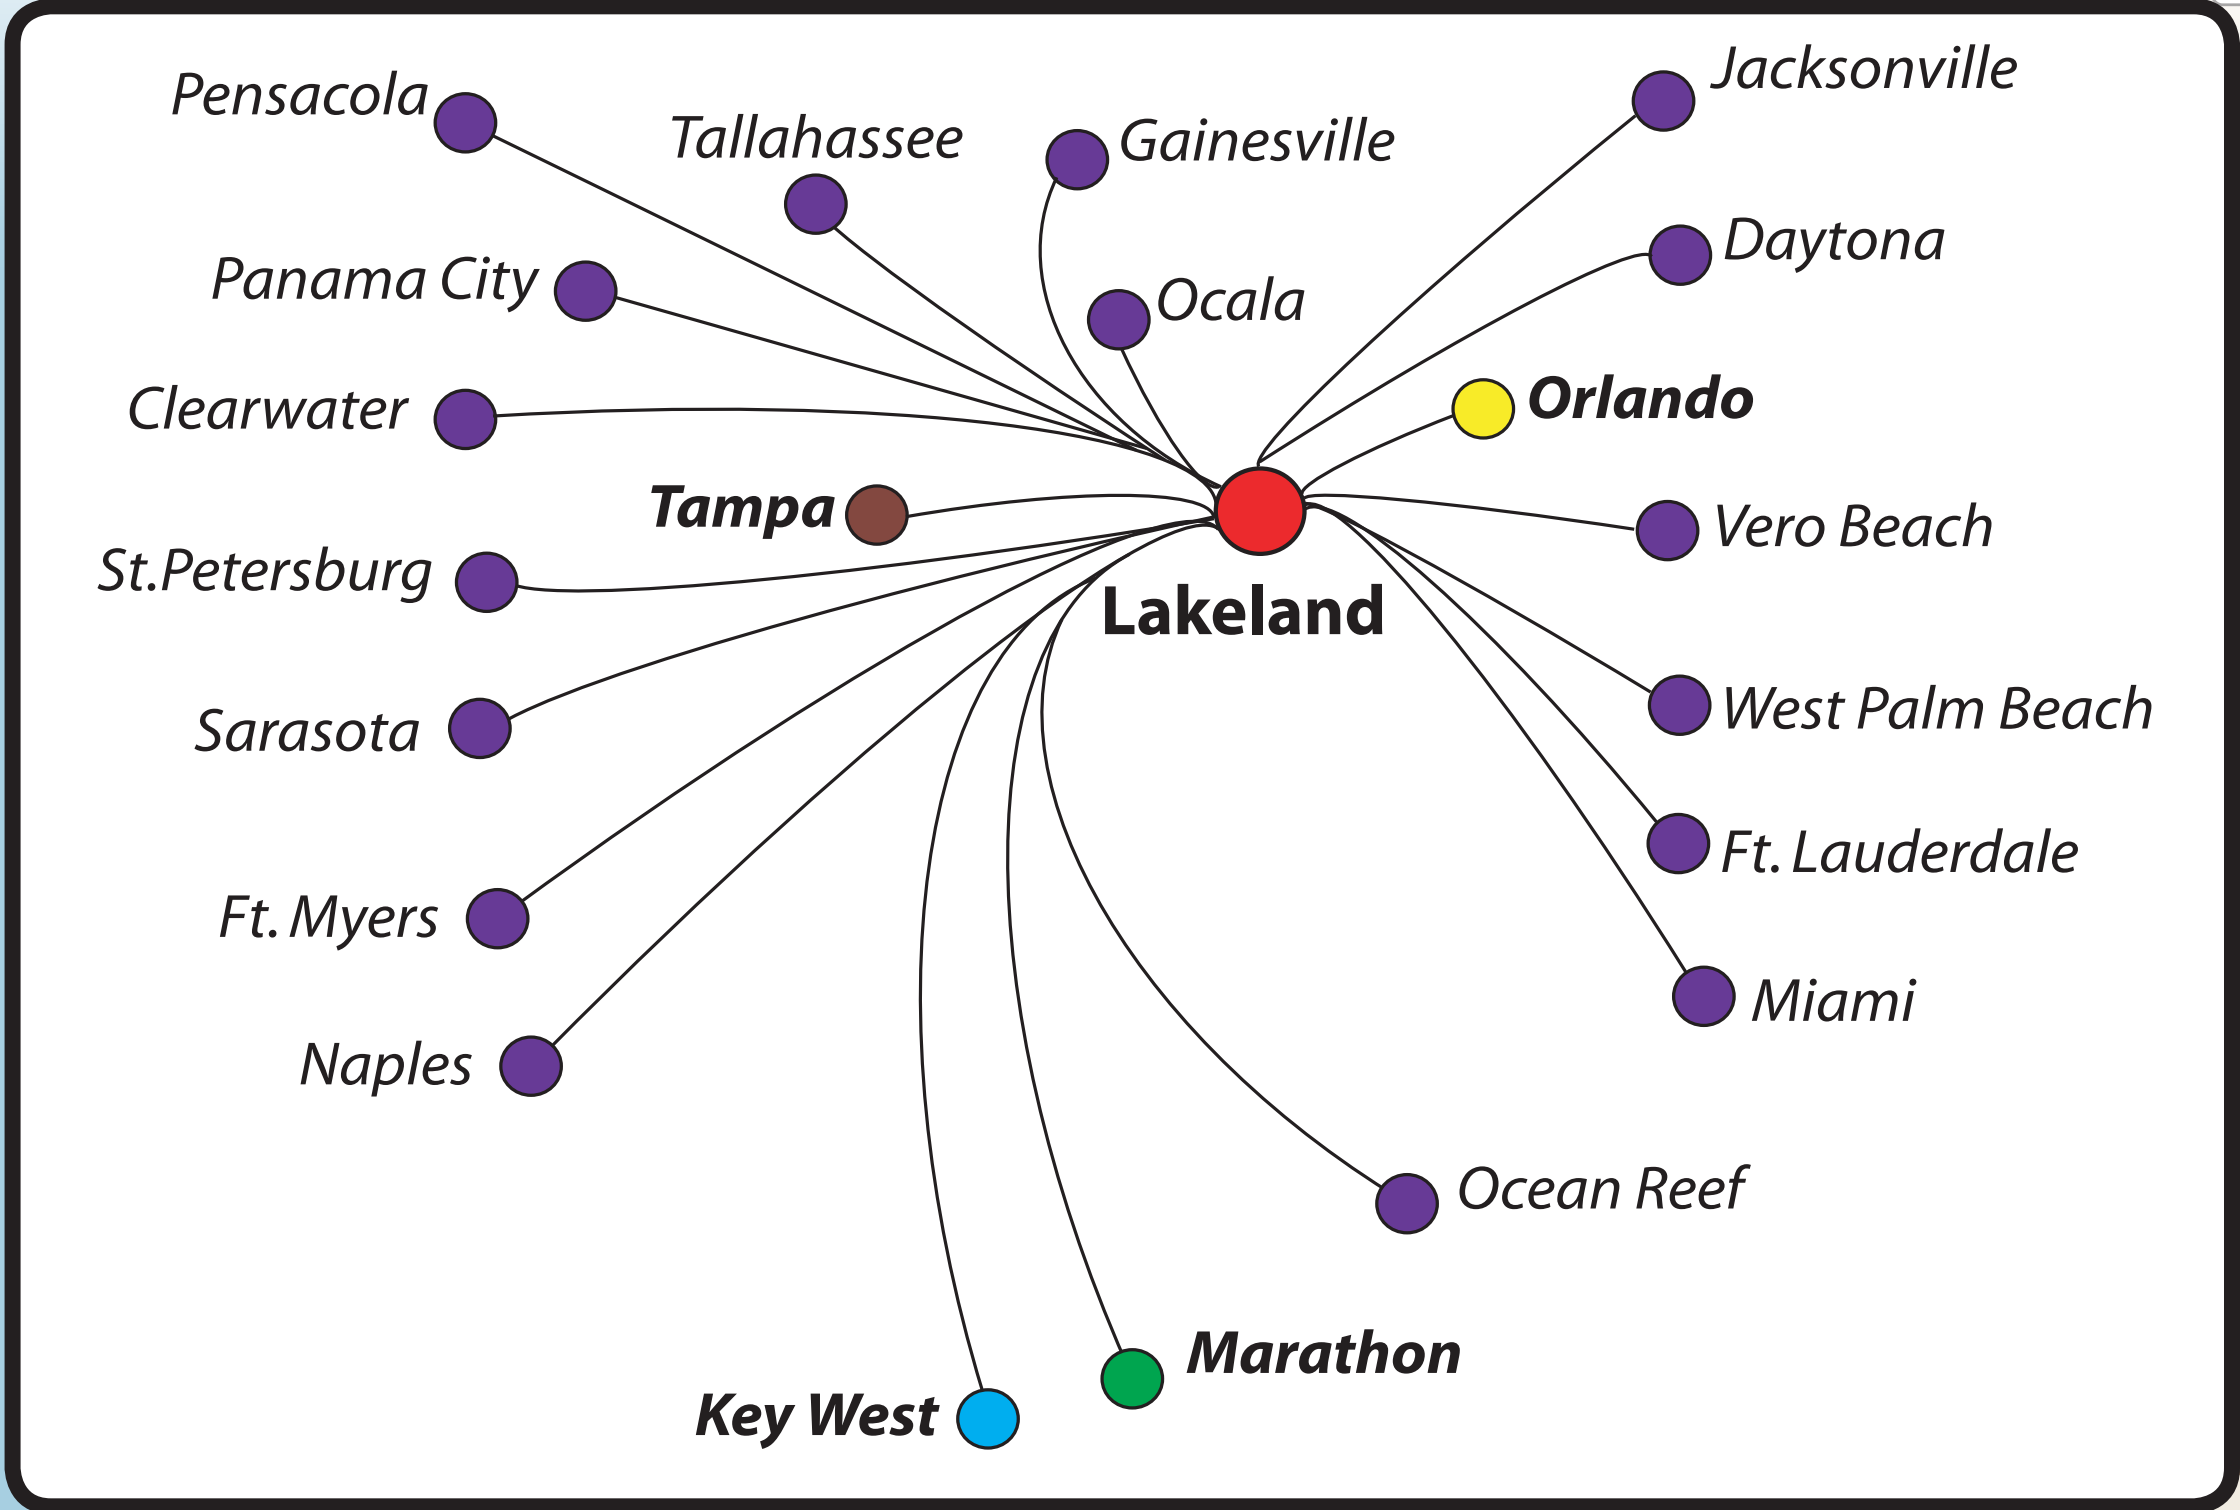 Jacksonville
Pensacola
Tallahassee
Gainesville
Daytona
Panama City
Ocala
Clearwater
Orlando
Tampa
Vero Beach
St.Petersburg
Lakeland
West Palm Beach
Sarasota
Ft. Lauderdale
Ft. Myers
Miami
Naples
Ocean Reef
Marathon
Key West